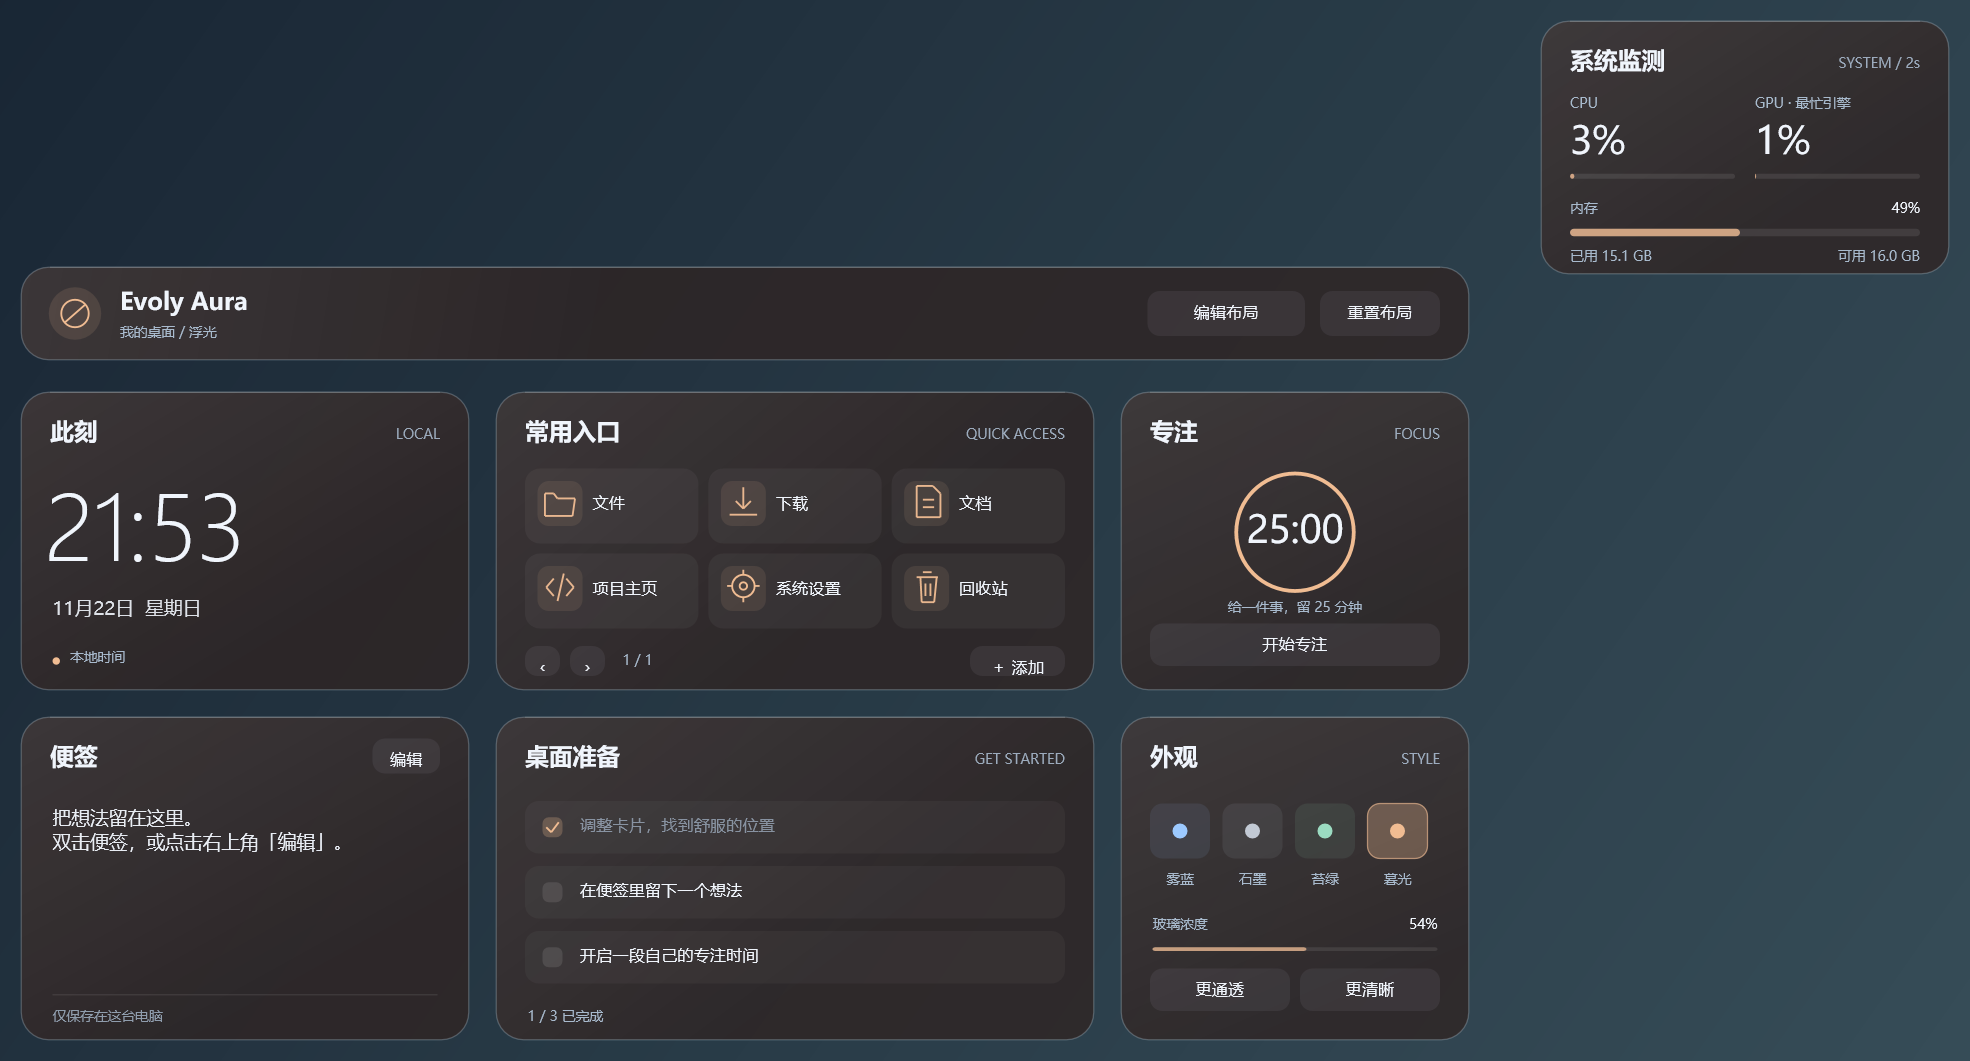 系统监测
SYSTEM / 2s
CPU
GPU · 最忙引擎
3%
1%
内存
49%
已用 15.1 GB
可用 16.0 GB
Evoly Aura
我的桌面 / 浮光
编辑布局
重置布局
此刻
LOCAL
21:53
11月22日 星期日
本地时间
常用入口
QUICK ACCESS
文件
下载
文档
项目主页
系统设置
回收站
‹
›
1 / 1
+ 添加
专注
FOCUS
25:00
给一件事，留 25 分钟
开始专注
便签
编辑
把想法留在这里。
双击便签，或点击右上角「编辑」。
仅保存在这台电脑
桌面准备
GET STARTED
调整卡片，找到舒服的位置
在便签里留下一个想法
开启一段自己的专注时间
1 / 3 已完成
外观
STYLE
雾蓝
石墨
苔绿
暮光
玻璃浓度
54%
更通透
更清晰